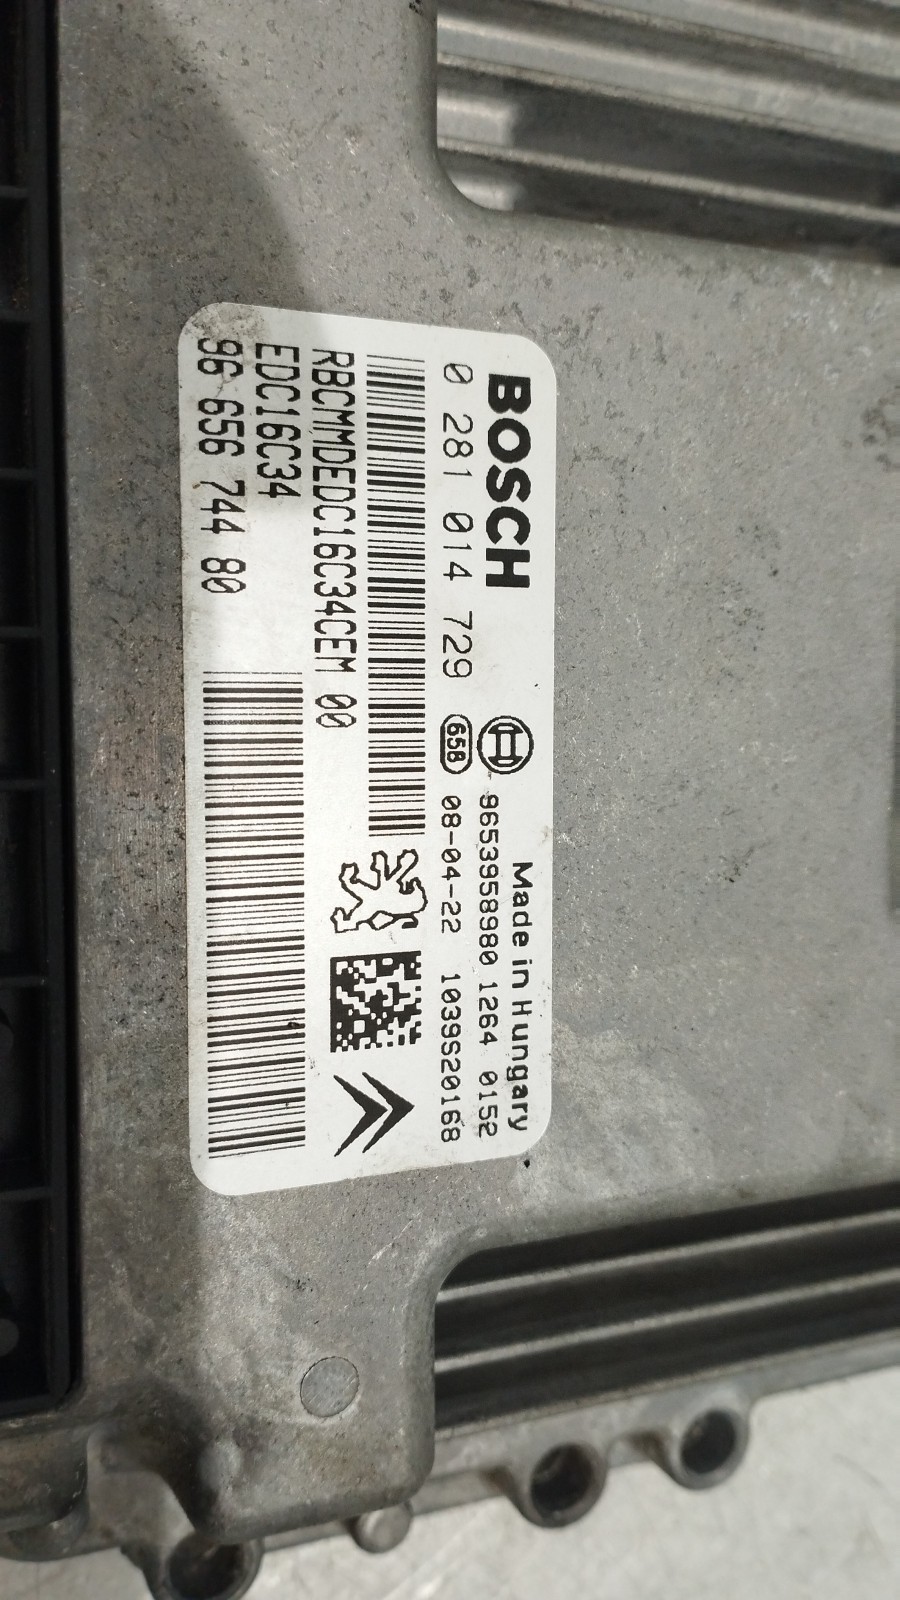 BOSCH
Made in Hungary
9653958980 1264 0152
0 281 014 729
658
08-04-22 1039S20168
RBCMMDEDC16C34CEM 00
EDC16C34
96 656 744 80